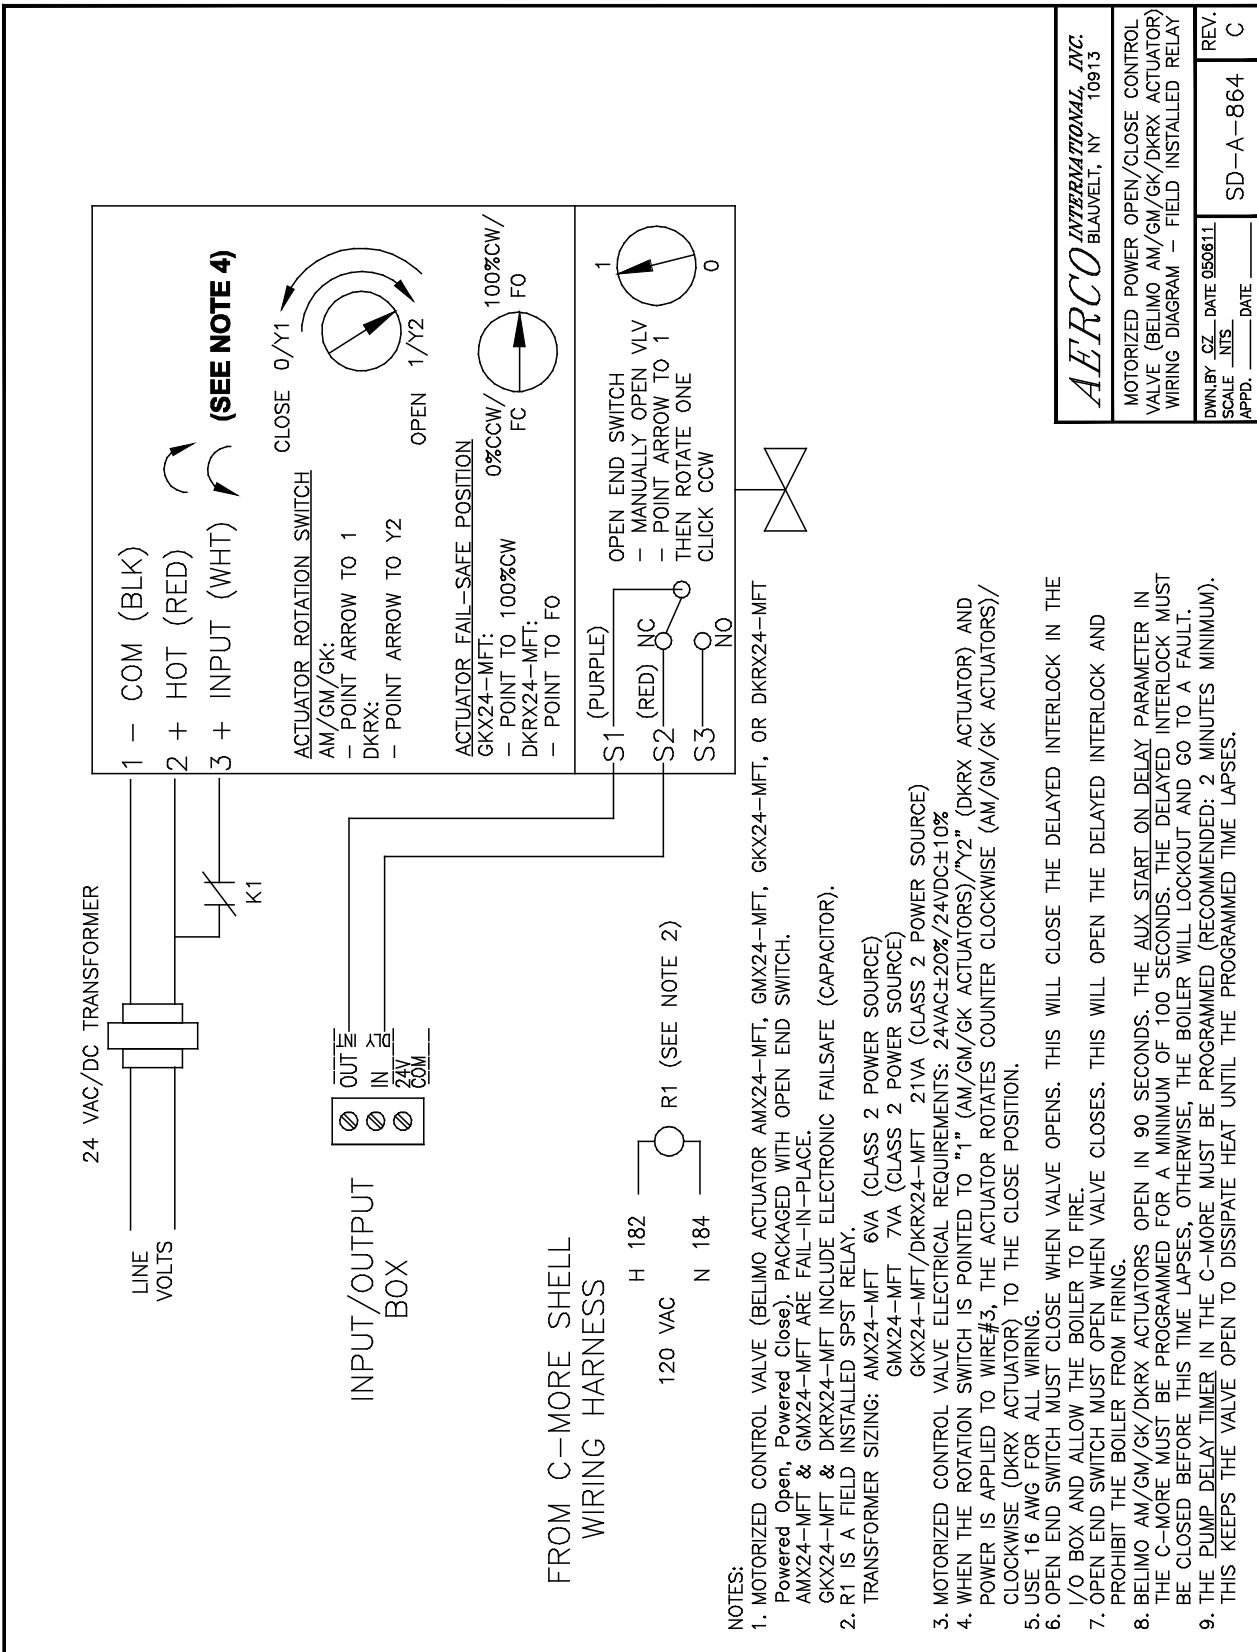 24 VAC/DC TRANSFORMER
LINE
VOLTS
K1
1 - COM (BLK)
2 + HOT (RED)
3 + INPUT (WHT)
(SEE NOTE 4)
ACTUATOR ROTATION SWITCH
AM/GM/GK:
- POINT ARROW TO 1
DKRX:
- POINT ARROW TO Y2
CLOSE 0/Y1
OPEN 1/Y2
ACTUATOR FAIL-SAFE POSITION
GKX24-MFT:
- POINT TO 100%CW
DKRX24-MFT:
- POINT TO FO
0%CCW/
FC
100%CW/
FO
S1
(PURPLE)
S2
(RED)
NC
S3
NO
OPEN END SWITCH
- MANUALLY OPEN VLV
- POINT ARROW TO 1
THEN ROTATE ONE
CLICK CCW
1
0
INPUT/OUTPUT
BOX
OUT
IN
24V
COM
DLY INT
FROM C-MORE SHELL
WIRING HARNESS
120 VAC
H 182
N 184
R1 (SEE NOTE 2)
NOTES:
1. MOTORIZED CONTROL VALVE (BELIMO ACTUATOR AMX24-MFT, GMX24-MFT, GKX24-MFT, OR DKRX24-MFT
Powered Open, Powered Close). PACKAGED WITH OPEN END SWITCH.
AMX24-MFT & GMX24-MFT ARE FAIL-IN-PLACE.
GKX24-MFT & DKRX24-MFT INCLUDE ELECTRONIC FAILSAFE (CAPACITOR).
2. R1 IS A FIELD INSTALLED SPST RELAY.
TRANSFORMER SIZING: AMX24-MFT 6VA (CLASS 2 POWER SOURCE)
GMX24-MFT 7VA (CLASS 2 POWER SOURCE)
GKX24-MFT/DKRX24-MFT 21VA (CLASS 2 POWER SOURCE)
3. MOTORIZED CONTROL VALVE ELECTRICAL REQUIREMENTS: 24VAC±20%/24VDC±10%
4. WHEN THE ROTATION SWITCH IS POINTED TO "1" (AM/GM/GK ACTUATORS)/"Y2" (DKRX ACTUATOR) AND
POWER IS APPLIED TO WIRE#3, THE ACTUATOR ROTATES COUNTER CLOCKWISE (AM/GM/GK ACTUATORS)/
CLOCKWISE (DKRX ACTUATOR) TO THE CLOSE POSITION.
5. USE 16 AWG FOR ALL WIRING.
6. OPEN END SWITCH MUST CLOSE WHEN VALVE OPENS. THIS WILL CLOSE THE DELAYED INTERLOCK IN THE
I/O BOX AND ALLOW THE BOILER TO FIRE.
7. OPEN END SWITCH MUST OPEN WHEN VALVE CLOSES. THIS WILL OPEN THE DELAYED INTERLOCK AND
PROHIBIT THE BOILER FROM FIRING.
8. BELIMO AM/GM/GK/DKRX ACTUATORS OPEN IN 90 SECONDS. THE AUX START ON DELAY PARAMETER IN
THE C-MORE MUST BE PROGRAMMED FOR A MINIMUM OF 100 SECONDS. THE DELAYED INTERLOCK MUST
BE CLOSED BEFORE THIS TIME LAPSES, OTHERWISE, THE BOILER WILL LOCKOUT AND GO TO A FAULT.
9. THE PUMP DELAY TIMER IN THE C-MORE MUST BE PROGRAMMED (RECOMMENDED: 2 MINUTES MINIMUM).
THIS KEEPS THE VALVE OPEN TO DISSIPATE HEAT UNTIL THE PROGRAMMED TIME LAPSES.
AERCO INTERNATIONAL, INC.
BLAUVELT, NY 10913
MOTORIZED POWER OPEN/CLOSE CONTROL
VALVE (BELIMO AM/GM/GK/DKRX ACTUATOR)
WIRING DIAGRAM - FIELD INSTALLED RELAY
DWN.BY CZ DATE 050611
SCALE NTS
APPD. DATE
SD-A-864
REV.
C